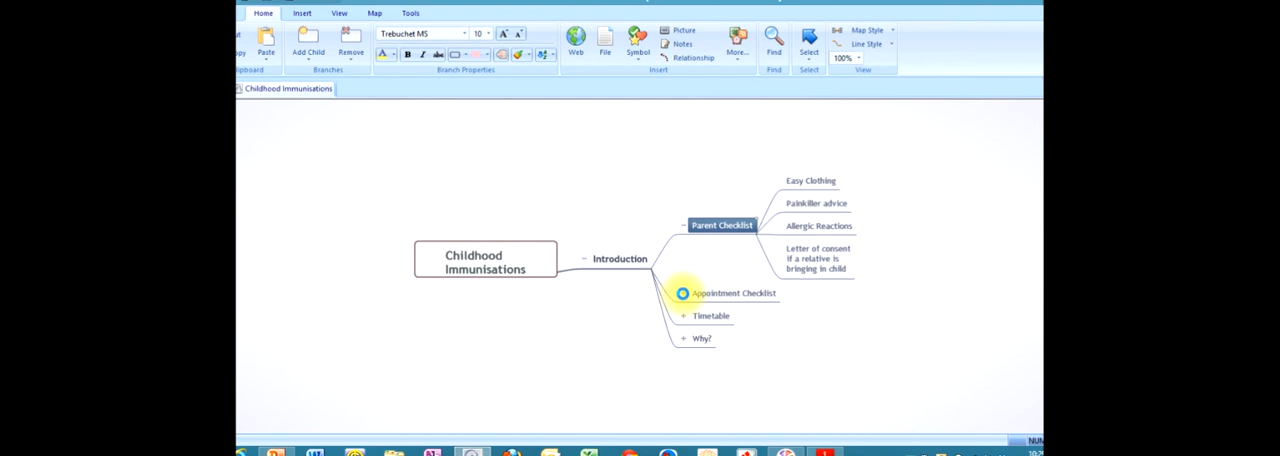 Home Insert View Map Tools
Trebuchet MS 10 A A Picture Map Style
Paste Add Child Remove Web File Symbol Notes More... Find Select Line Style
B I abc A Relationship 100%
Branches Branch Properties Insert Find Select View
Childhood Immunisations
Easy Clothing
Painkiller advice
Parent Checklist
Allergic Reactions
Letter of consent
if a relative is
bringing in child
Childhood
Immunisations
Introduction
Appointment Checklist
Timetable
Why?